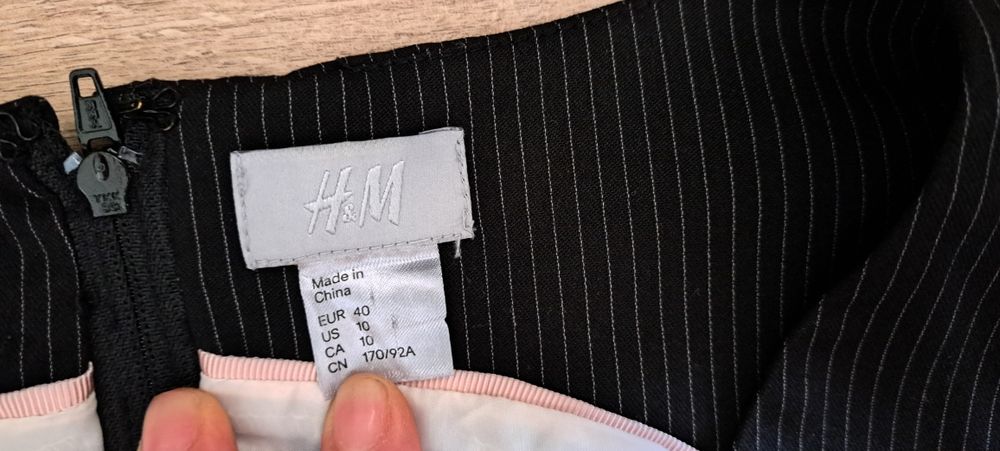 H&M
Made in
China
EUR 40
US 10
CA 10
CN 170/92A